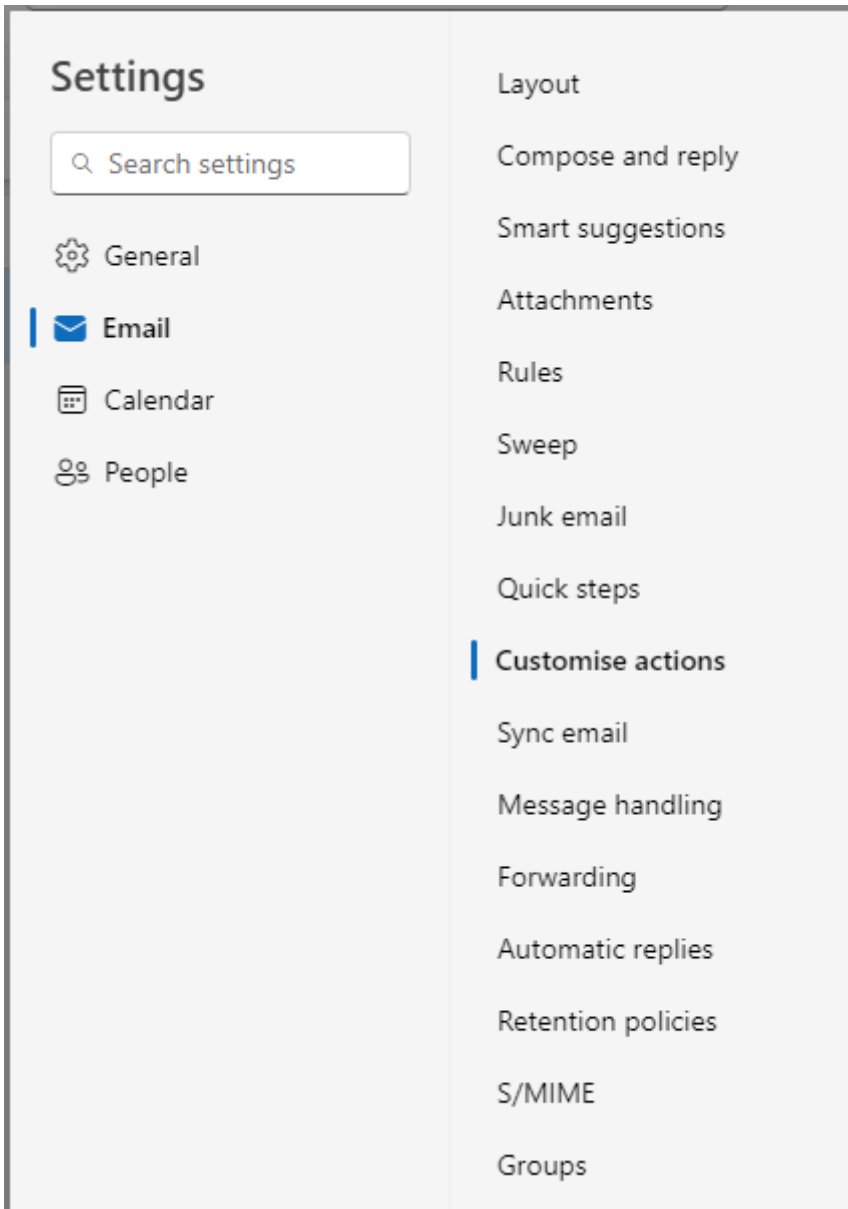 Settings
Search settings
General
Email
Calendar
People
Layout
Compose and reply
Smart suggestions
Attachments
Rules
Sweep
Junk email
Quick steps
Customise actions
Sync email
Message handling
Forwarding
Automatic replies
Retention policies
S/MIME
Groups